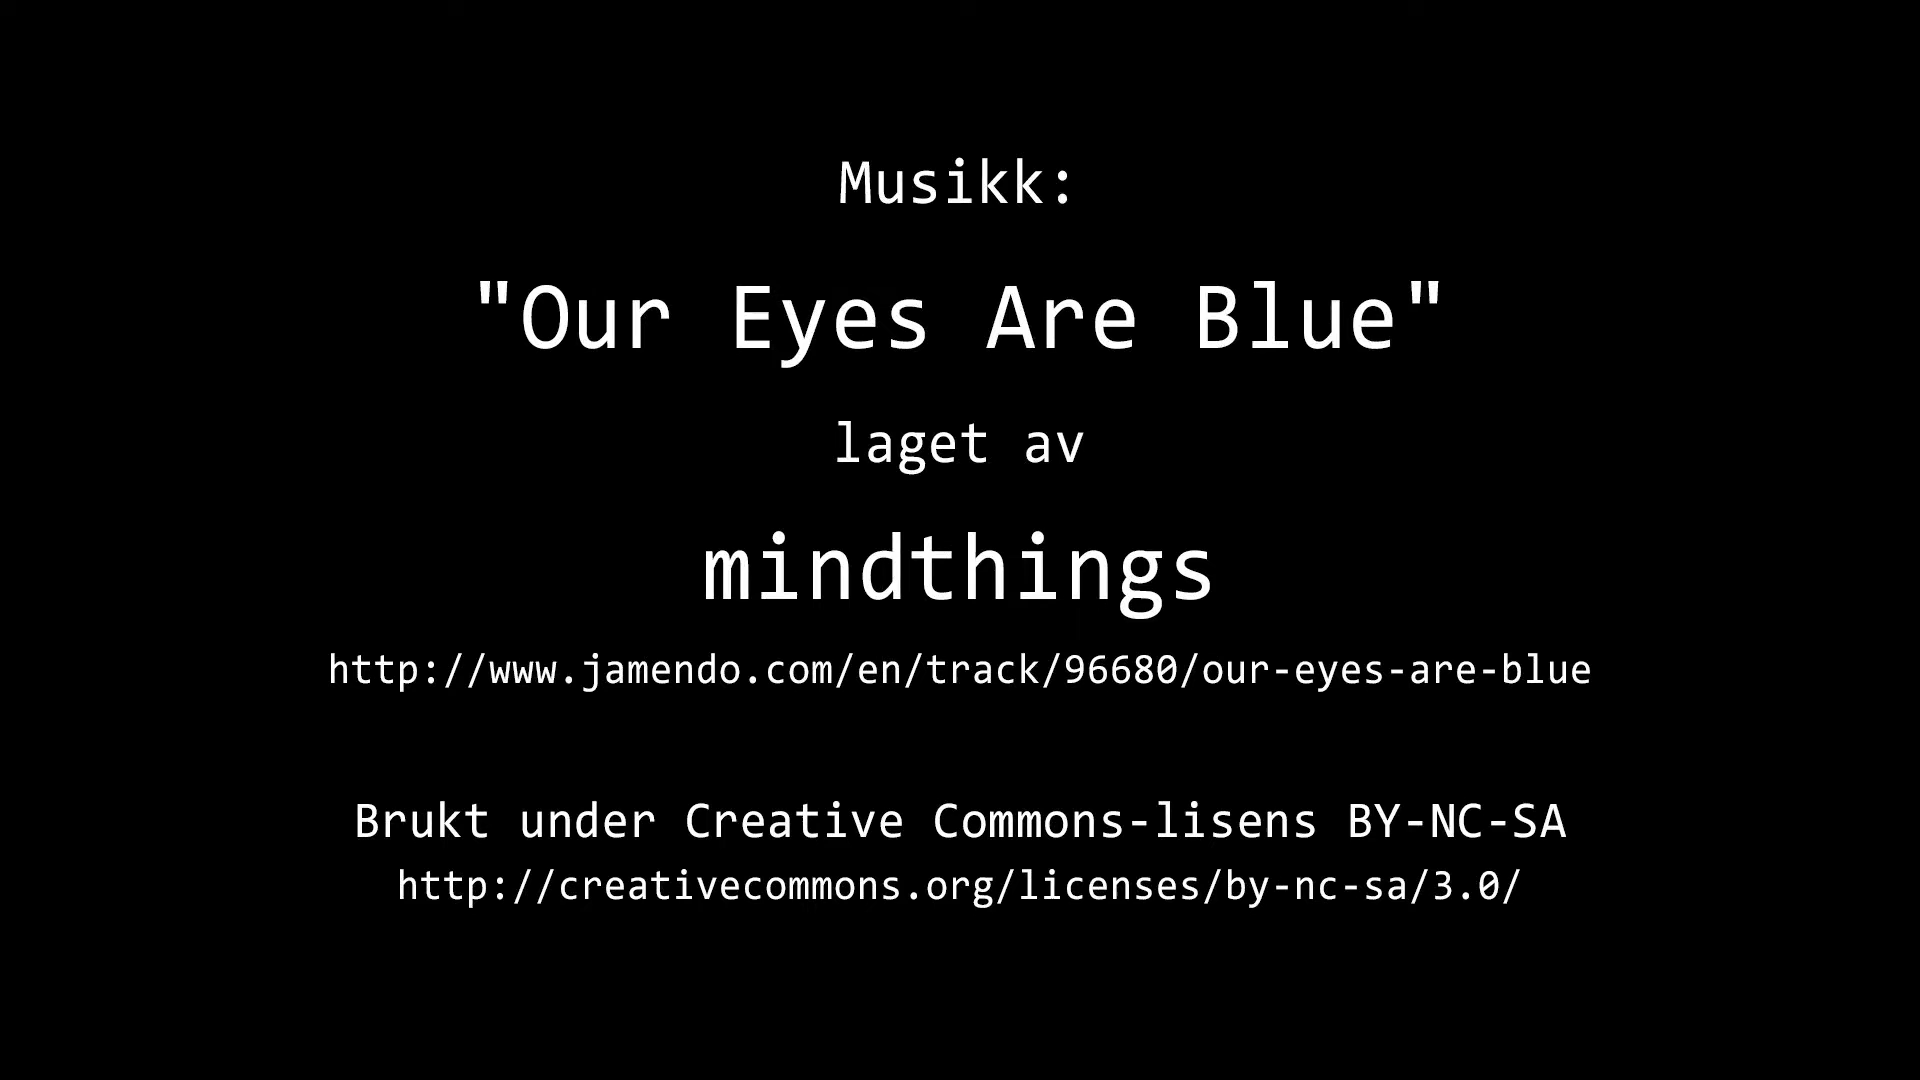 Musikk:
"Our Eyes Are Blue"
laget av
mindthings
http://www.jamendo.com/en/track/96680/our-eyes-are-blue
Brukt under Creative Commons-lisens BY-NC-SA
http://creativecommons.org/licenses/by-nc-sa/3.0/